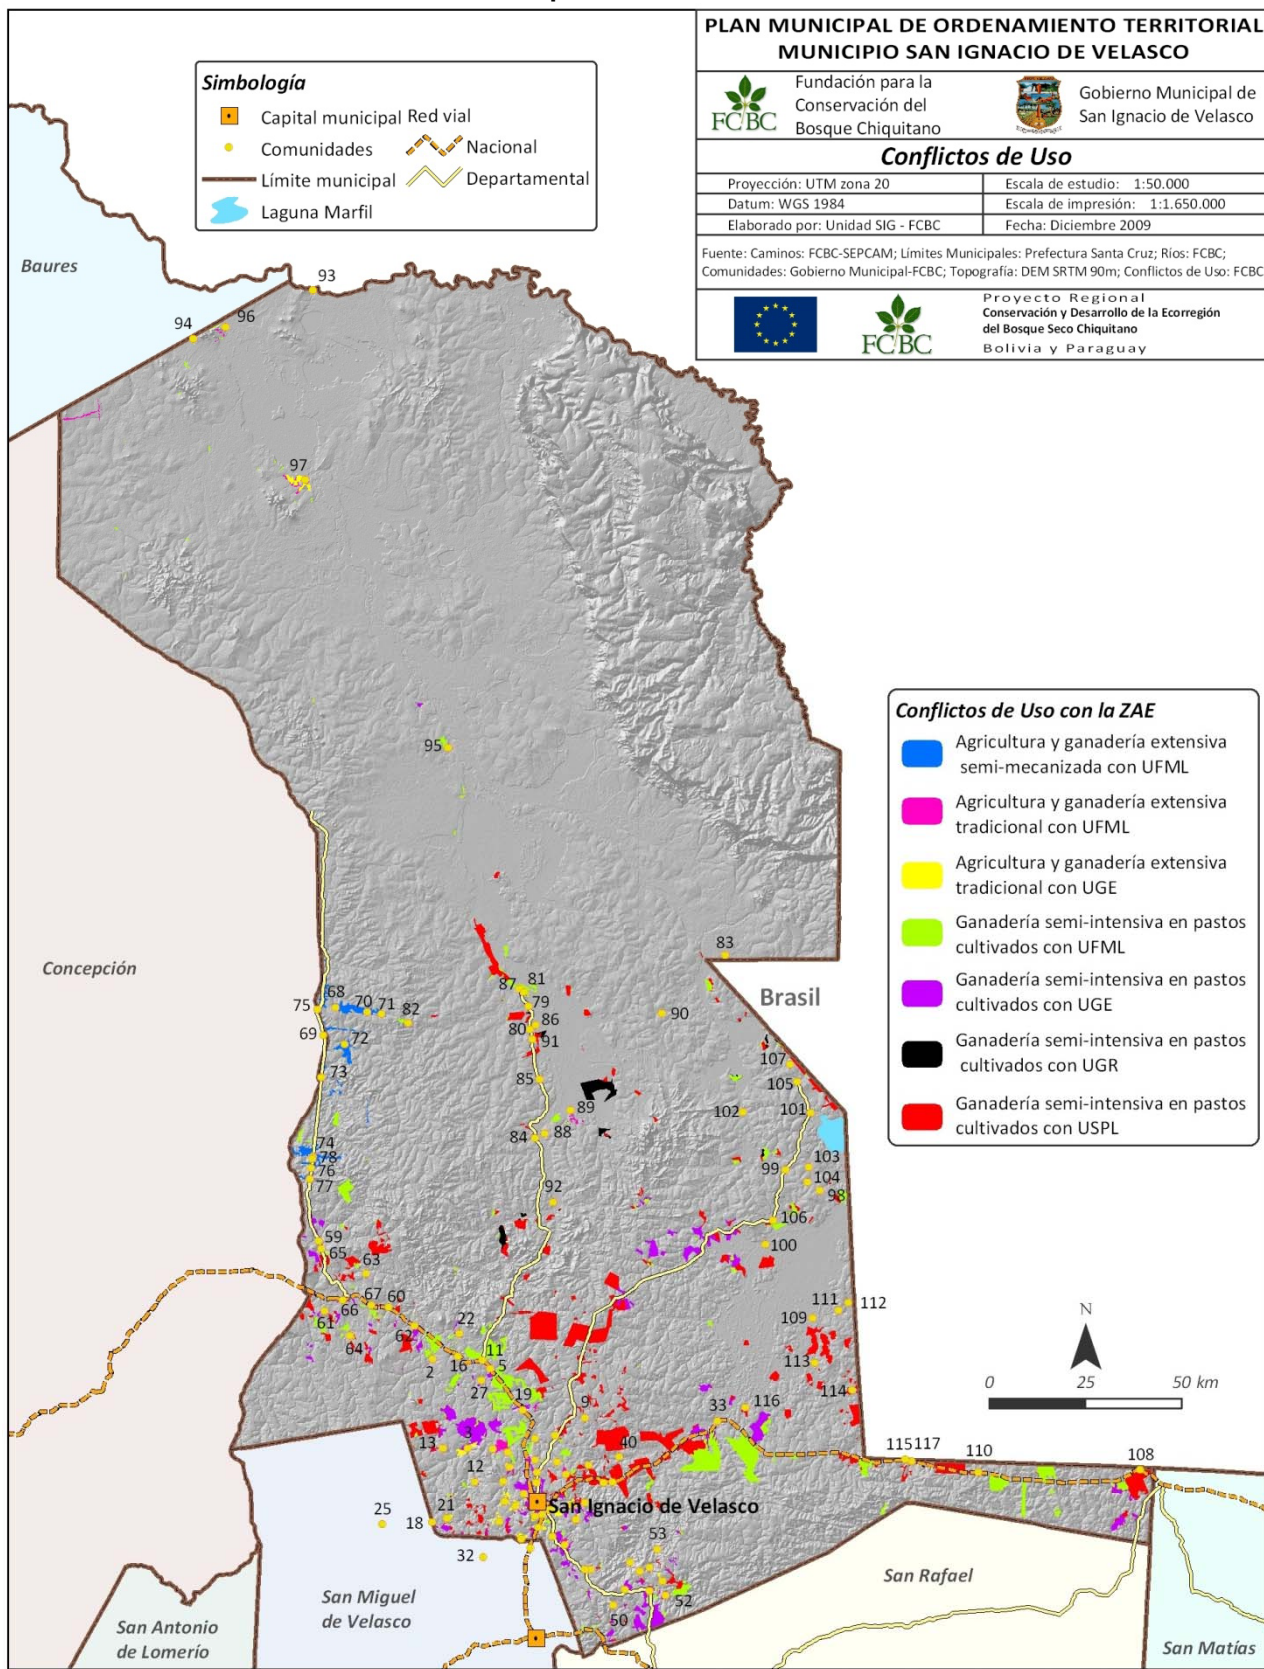 PLAN MUNICIPAL DE ORDENAMIENTO TERRITORIAL
MUNICIPIO SAN IGNACIO DE VELASCO
FCBC
Fundación para la
Conservación del
Bosque Chiquitano
Gobierno Municipal de
San Ignacio de Velasco
Conflictos de Uso
Proyección: UTM zona 20
Escala de estudio: 1:50.000
Datum: WGS 1984
Escala de impresión: 1:1.650.000
Elaborado por: Unidad SIG - FCBC
Fecha: Diciembre 2009
Fuente: Caminos: FCBC-SEPCAM; Límites Municipales: Prefectura Santa Cruz; Ríos: FCBC;
Comunidades: Gobierno Municipal-FCBC; Topografía: DEM SRTM 90m; Conflictos de Uso: FCBC
FCBC
Proyecto Regional
Conservación y Desarrollo de la Ecorregión
del Bosque Seco Chiquitano
Bolivia y Paraguay
Simbología
Capital municipal
Red vial
Comunidades
Nacional
Límite municipal
Departamental
Laguna Marfil
Baures
93
94
96
97
95
Conflictos de Uso con la ZAE
Agricultura y ganadería extensiva
semi-mecanizada con UFML
Agricultura y ganadería extensiva
tradicional con UFML
Agricultura y ganadería extensiva
tradicional con UGE
Ganadería semi-intensiva en pastos
cultivados con UFML
Ganadería semi-intensiva en pastos
cultivados con UGE
Ganadería semi-intensiva en pastos
cultivados con UGR
Ganadería semi-intensiva en pastos
cultivados con USPL
83
Concepción
Brasil
87
81
75
68
70
71
82
79
80
86
91
90
69
72
73
85
107
105
89
102
101
88
84
74
78
76
77
99
103
104
98
92
106
100
59
65
63
67
60
66
61
62
64
22
11
2
16
5
27
19
9
111
112
109
113
114
116
33
3
13
40
12
115
117
110
108
San Ignacio de Velasco
21
25
18
32
53
52
50
N
0
25
50 km
San Miguel
de Velasco
San Rafael
San Antonio
de Lomerío
San Matías